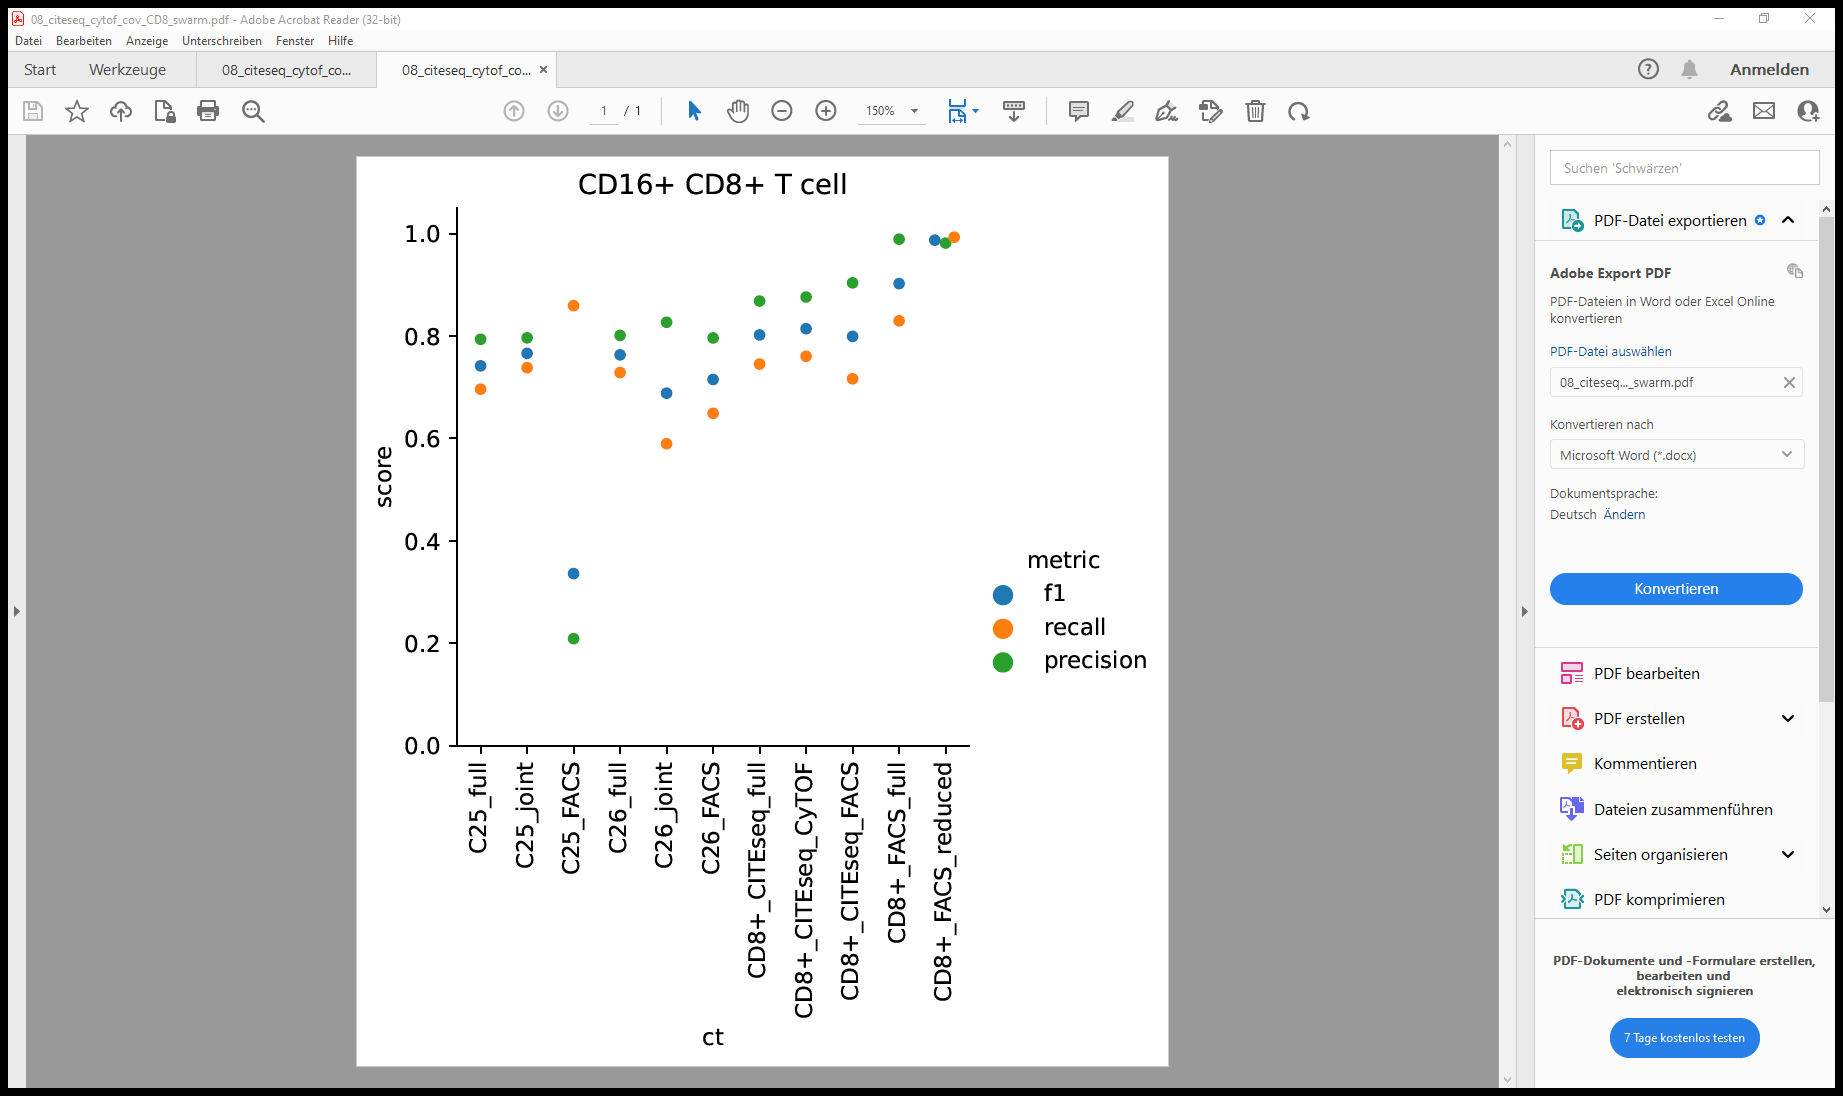 08_citeseq_cytof_cov_CD8_swarm.pdf - Adobe Acrobat Reader (32-bit)
Datei Bearbeiten Anzeige Unterschreiben Fenster Hilfe
Start Werkzeuge 08_citeseq_cytof_co... 08_citeseq_cytof_co... Anmelden
1 / 1 150%
CD16+ CD8+ T cell
1.0
0.8
0.6
0.4
0.2
0.0
score
metric
f1
recall
precision
C25_full
C25_joint
C25_FACS
C26_full
C26_joint
C26_FACS
CD8+_CITEseq_full
CD8+_CITEseq_CyTOF
CD8+_CITEseq_FACS
CD8+_FACS_full
CD8+_FACS_reduced
ct
Suchen 'Schwärzen'
PDF-Datei exportieren
Adobe Export PDF
PDF-Dateien in Word oder Excel Online
konvertieren
PDF-Datei auswählen
08_citeseq..._swarm.pdf
Konvertieren nach
Microsoft Word (*.docx)
Dokumentsprache:
Deutsch Ändern
Konvertieren
PDF bearbeiten
PDF erstellen
Kommentieren
Dateien zusammenführen
Seiten organisieren
PDF komprimieren
PDF-Dokumente und -Formulare erstellen,
bearbeiten und
elektronisch signieren
7 Tage kostenlos testen